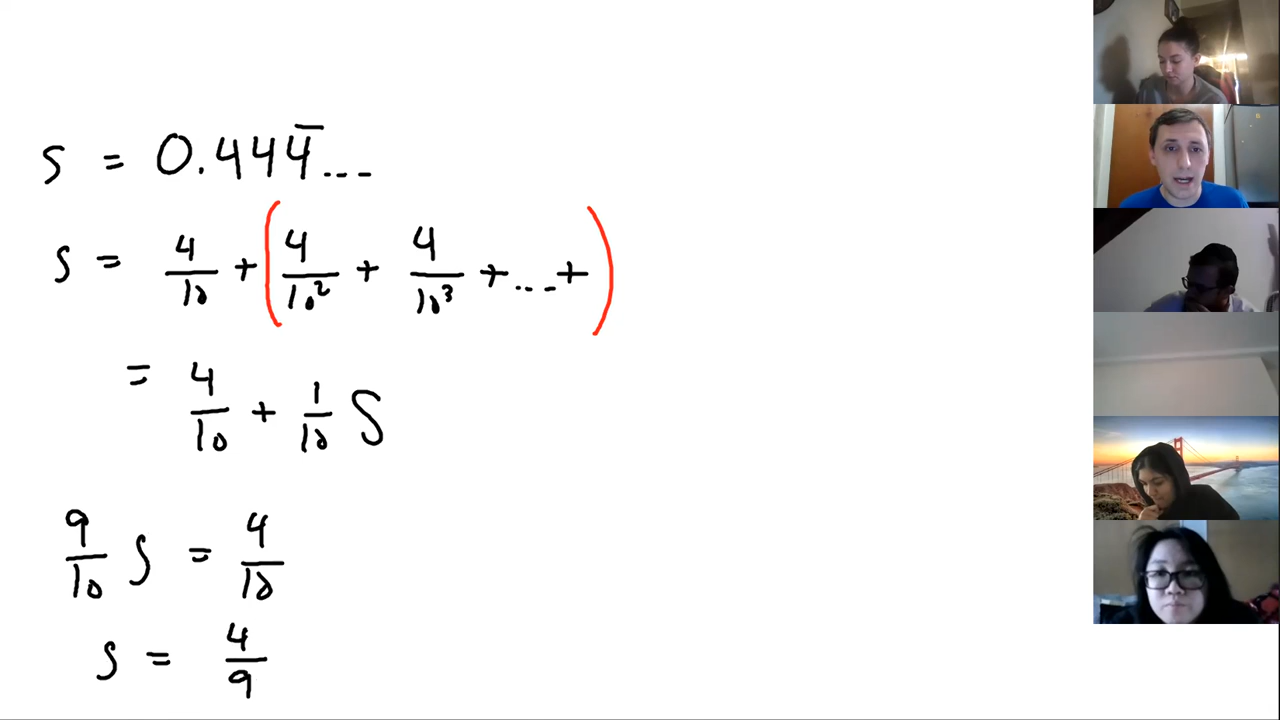 S = 0.444̅...
S = 4/10 + (4/10² + 4/10³ + ... + )
= 4/10 + 1/10 S
9/10 S = 4/10
S = 4/9